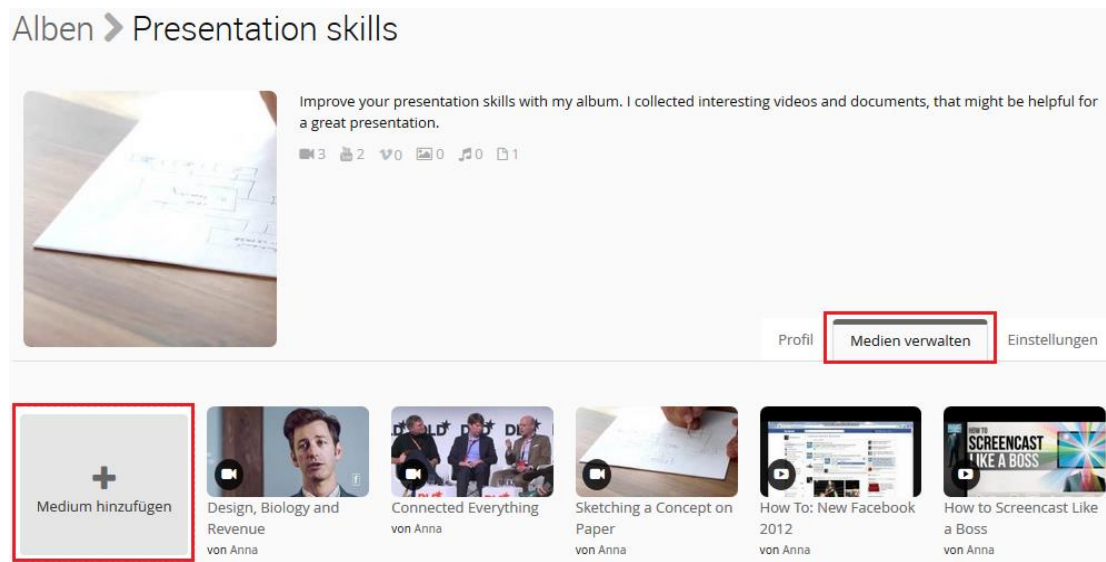 Alben > Presentation skills
Improve your presentation skills with my album. I collected interesting videos and documents, that might be helpful for
a great presentation.
3 2 0 0 0 1
Profil Medien verwalten Einstellungen
HOW TO
SCREENCAST
LIKE A BOSS
Medium hinzufügen
Design, Biology and
Revenue
von Anna
Connected Everything
von Anna
Sketching a Concept on
Paper
von Anna
How To: New Facebook
2012
von Anna
How to Screencast Like
a Boss
von Anna